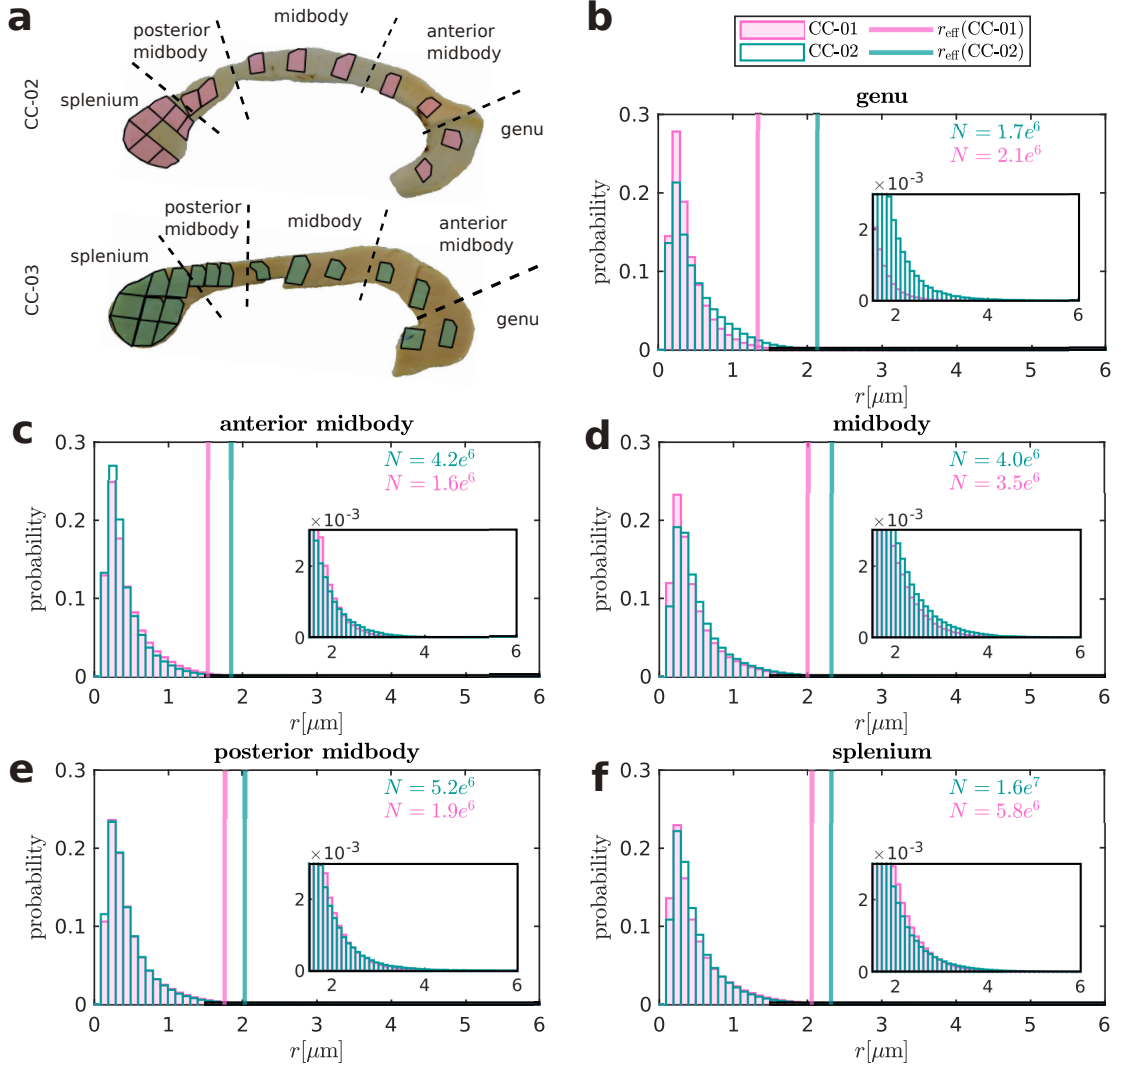 a
midbody
posterior
midbody
anterior
midbody
splenium
genu
CC-02
posterior
midbody
midbody
anterior
midbody
splenium
genu
CC-03
b
CC-01
r_eff(CC-01)
CC-02
r_eff(CC-02)
genu
N = 1.7e^6
N = 2.1e^6
0.3
0.2
0.1
0
probability
×10^-3
2
0
2 4 6
0 1 2 3 4 5 6
r[μm]
c
anterior midbody
N = 4.2e^6
N = 1.6e^6
0.3
0.2
0.1
0
probability
×10^-3
2
0
2 4 6
0 1 2 3 4 5 6
r[μm]
d
midbody
N = 4.0e^6
N = 3.5e^6
0.3
0.2
0.1
0
probability
×10^-3
2
0
2 4 6
0 1 2 3 4 5 6
r[μm]
e
posterior midbody
N = 5.2e^6
N = 1.9e^6
0.3
0.2
0.1
0
probability
×10^-3
2
0
2 4 6
0 1 2 3 4 5 6
r[μm]
f
splenium
N = 1.6e^7
N = 5.8e^6
0.3
0.2
0.1
0
probability
×10^-3
2
0
2 4 6
0 1 2 3 4 5 6
r[μm]